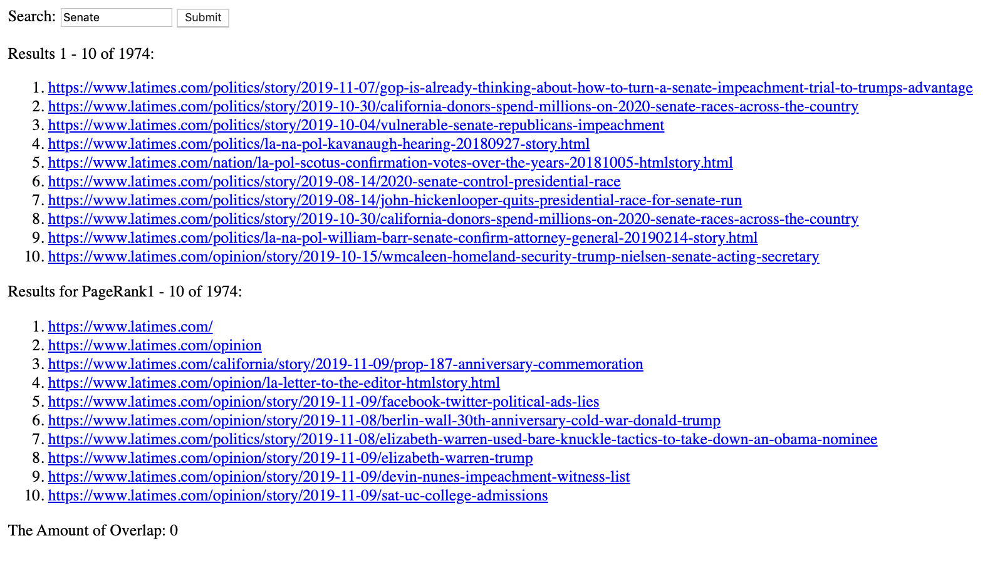 Search: Senate Submit
Results 1 - 10 of 1974:
1. https://www.latimes.com/politics/story/2019-11-07/gop-is-already-thinking-about-how-to-turn-a-senate-impeachment-trial-to-trumps-advantage
2. https://www.latimes.com/politics/story/2019-10-30/california-donors-spend-millions-on-2020-senate-races-across-the-country
3. https://www.latimes.com/politics/story/2019-10-04/vulnerable-senate-republicans-impeachment
4. https://www.latimes.com/politics/la-na-pol-kavanaugh-hearing-20180927-story.html
5. https://www.latimes.com/nation/la-pol-scotus-confirmation-votes-over-the-years-20181005-htmlstory.html
6. https://www.latimes.com/politics/story/2019-08-14/2020-senate-control-presidential-race
7. https://www.latimes.com/politics/story/2019-08-14/john-hickenlooper-quits-presidential-race-for-senate-run
8. https://www.latimes.com/politics/story/2019-10-30/california-donors-spend-millions-on-2020-senate-races-across-the-country
9. https://www.latimes.com/politics/la-na-pol-william-barr-senate-confirm-attorney-general-20190214-story.html
10. https://www.latimes.com/opinion/story/2019-10-15/wmcaleen-homeland-security-trump-nielsen-senate-acting-secretary
Results for PageRank1 - 10 of 1974:
1. https://www.latimes.com/
2. https://www.latimes.com/opinion
3. https://www.latimes.com/california/story/2019-11-09/prop-187-anniversary-commemoration
4. https://www.latimes.com/opinion/la-letter-to-the-editor-htmlstory.html
5. https://www.latimes.com/opinion/story/2019-11-09/facebook-twitter-political-ads-lies
6. https://www.latimes.com/opinion/story/2019-11-08/berlin-wall-30th-anniversary-cold-war-donald-trump
7. https://www.latimes.com/politics/story/2019-11-08/elizabeth-warren-used-bare-knuckle-tactics-to-take-down-an-obama-nominee
8. https://www.latimes.com/opinion/story/2019-11-09/elizabeth-warren-trump
9. https://www.latimes.com/opinion/story/2019-11-09/devin-nunes-impeachment-witness-list
10. https://www.latimes.com/opinion/story/2019-11-09/sat-uc-college-admissions
The Amount of Overlap: 0